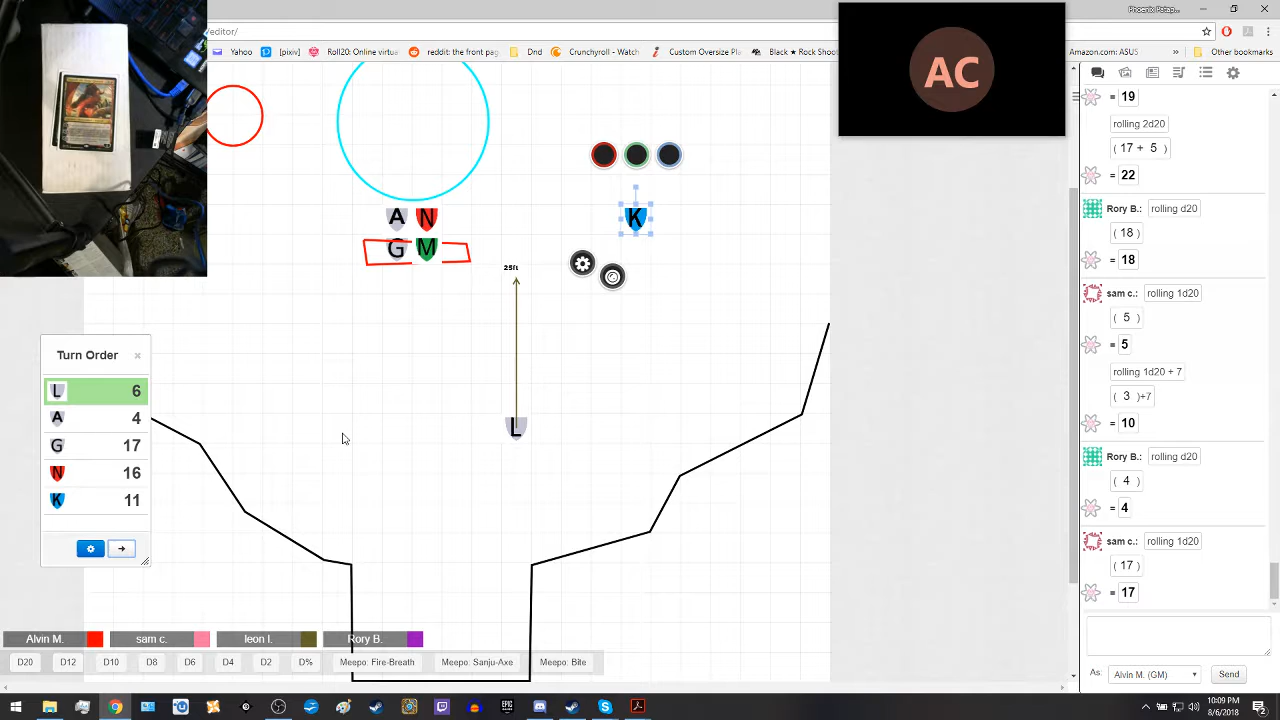 PhoenixRebo...
editor/
Yahoo
[pixiv]
Roll20: Online virtua
reddit: the front pag
Dnd
Crunchyroll - Watch
Custom Oversize Pla
Black ★ Rock Shoot
Amazon.com: ASUS
Other bookmarks
AC
A N
G M
K
25ft
L
Turn Order ×
L 6
A 4
G 17
N 16
K 11
= 19
rolling 2d20
( 17 + 5 )
= 22
Rory B.: rolling d20
( 18 )
= 18
sam c.: rolling 1d20
( 5 )
= 5
rolling 1d20 + 7
( 3 )+7
= 10
Rory B.: rolling d20
( 4 )
= 4
sam c.: rolling 1d20
( 17 )
= 17
As: Alvin M. (GM) Send
Alvin M. sam c. leon l. Rory B.
D20 D12 D10 D8 D6 D4 D2 D% Meepo: Fire-Breath Meepo: Sanju-Axe Meepo: Bite
EPIC
10:09 PM
8/6/2018